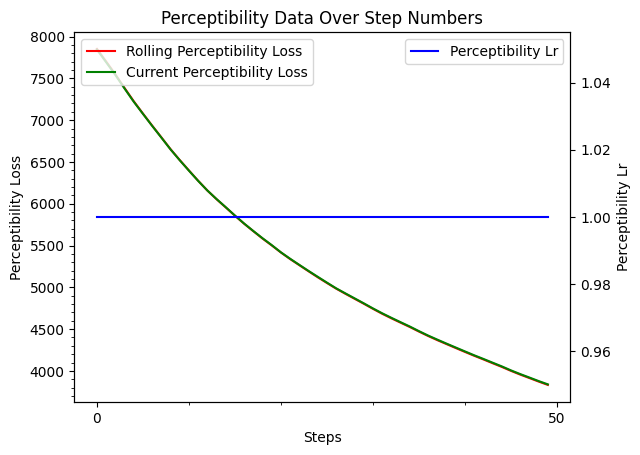 Perceptibility Data Over Step Numbers
Rolling Perceptibility Loss
Current Perceptibility Loss
Perceptibility Lr
Perceptibility Loss
8000
7500
7000
6500
6000
5500
5000
4500
4000
1.04
1.02
1.00
0.98
0.96
Perceptibility Lr
0
50
Steps